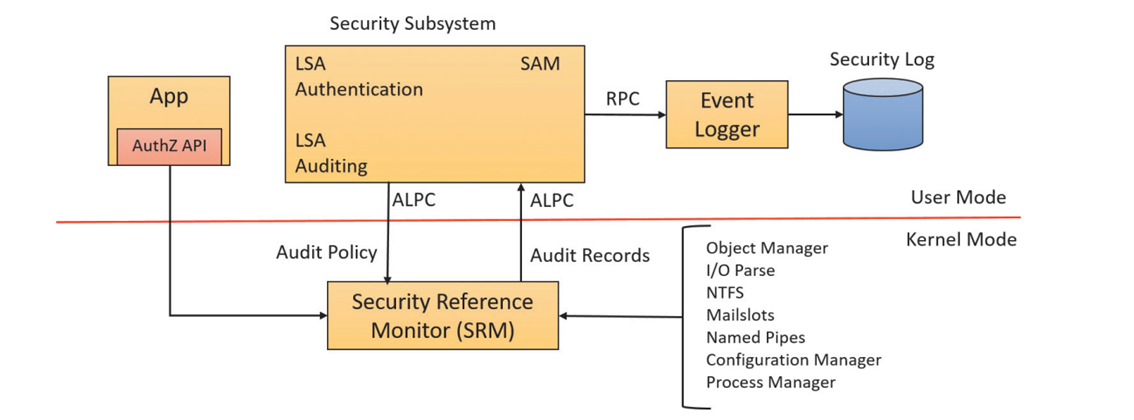 Security Subsystem
LSA
Authentication
SAM
LSA
Auditing
App
AuthZ API
RPC
Event
Logger
Security Log
ALPC
ALPC
User Mode
Kernel Mode
Audit Policy
Audit Records
Security Reference
Monitor (SRM)
Object Manager
I/O Parse
NTFS
Mailslots
Named Pipes
Configuration Manager
Process Manager